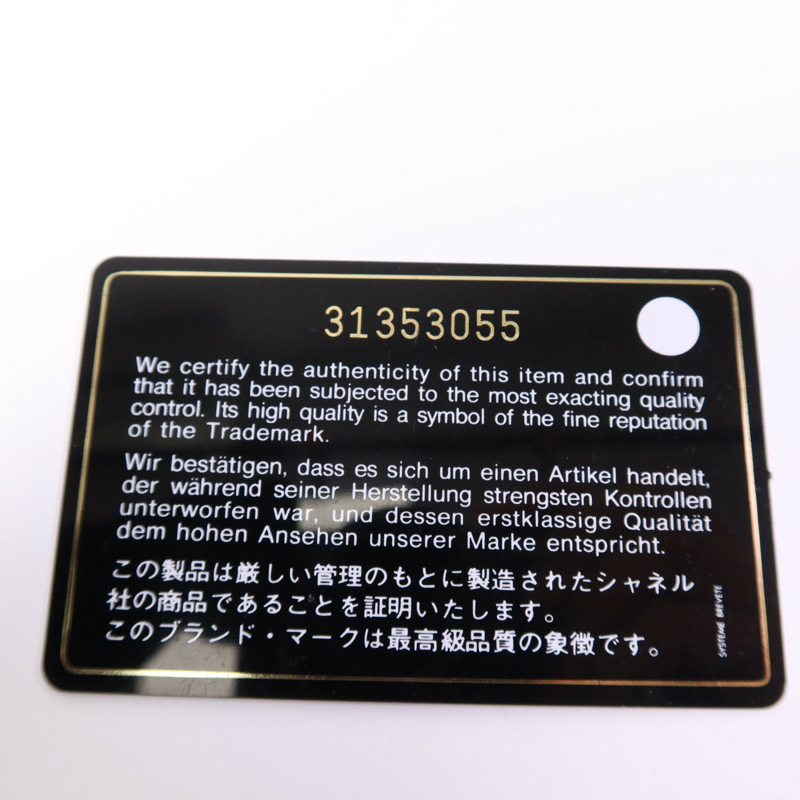 31353055
We certify the authenticity of this item and confirm
that it has been subjected to the most exacting quality
control. Its high quality is a symbol of the fine reputation
of the Trademark.
Wir bestätigen, dass es sich um einen Artikel handelt,
der während seiner Herstellung strengsten Kontrollen
unterworfen war, und dessen erstklassige Qualität
dem hohen Ansehen unserer Marke entspricht.
この製品は厳しい管理のもとに製造されたシャネル
社の商品であることを証明いたします。
このブランド・マークは最高級品質の象徴です。
SYSTEME BREVETE